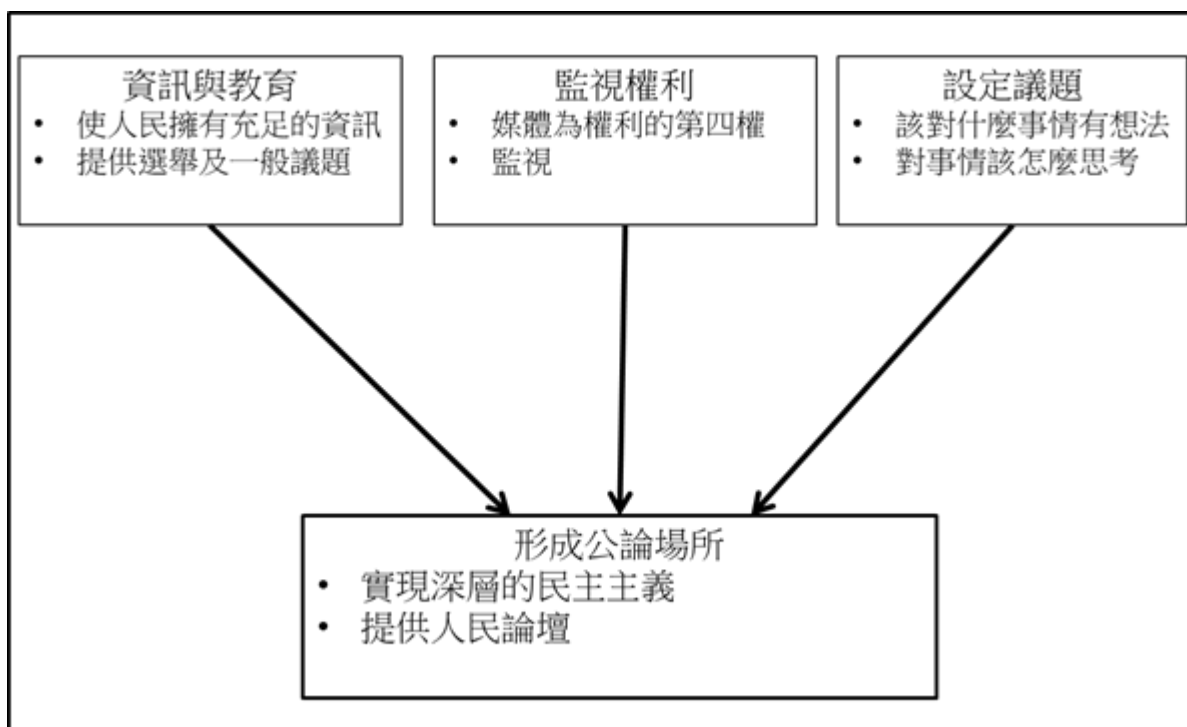 資訊與教育
• 使人民擁有充足的資訊
• 提供選舉及一般議題
監視權利
• 媒體為權利的第四權
• 監視
設定議題
• 該對什麼事情有想法
• 對事情該怎麼思考
形成公論場所
• 實現深層的民主主義
• 提供人民論壇